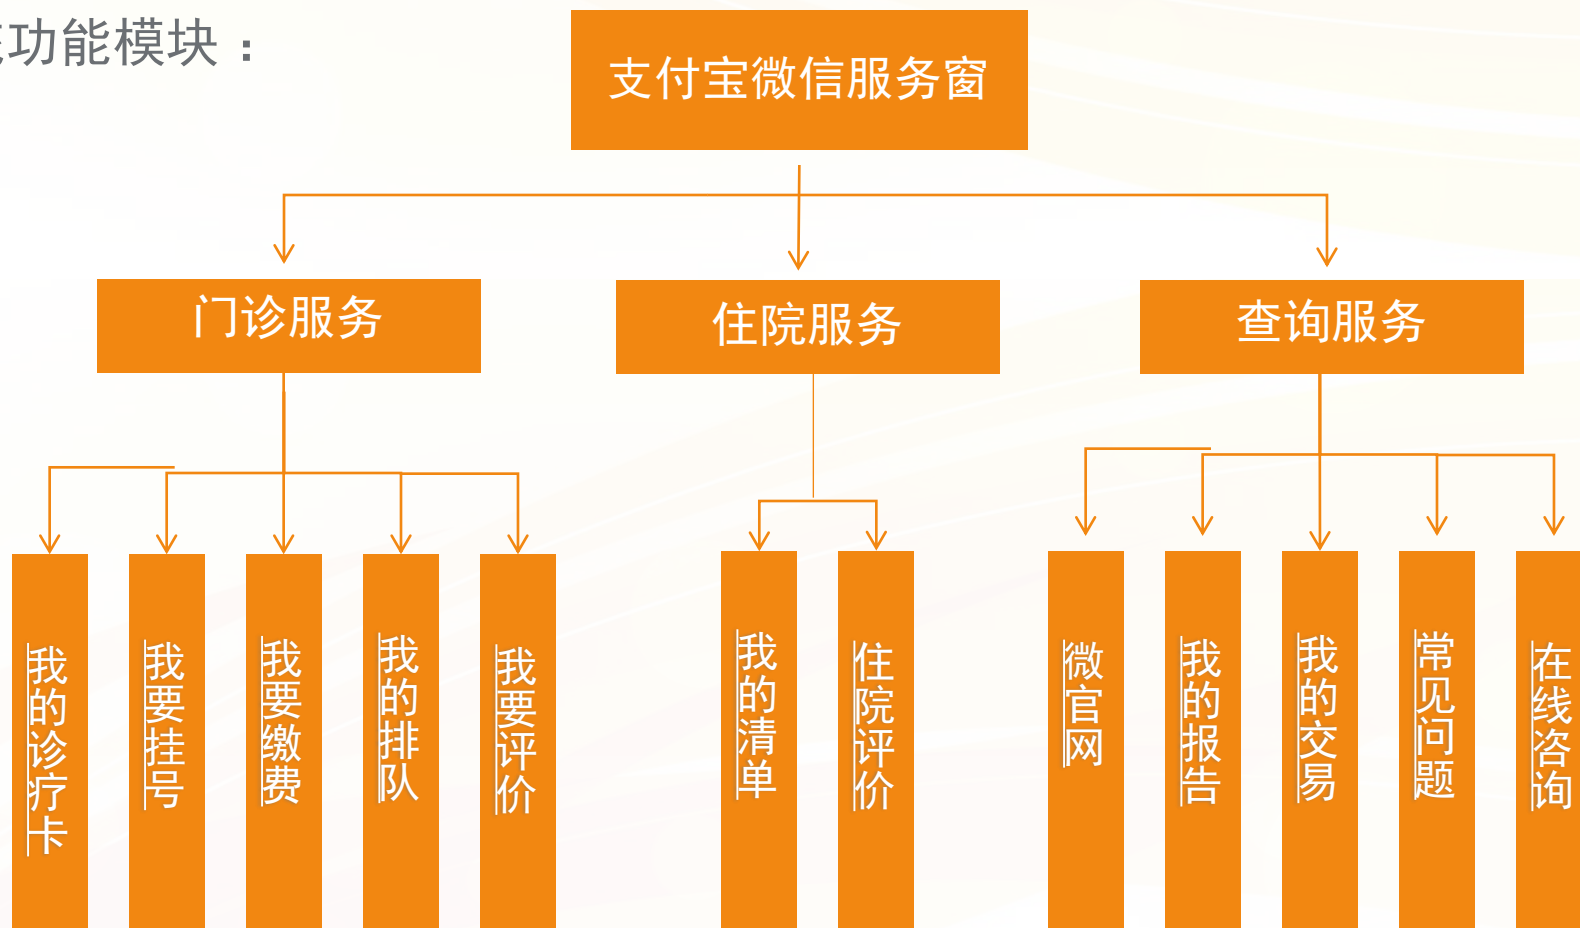 功能模块：
支付宝微信服务窗
门诊服务
住院服务
查询服务
我的诊疗卡
我要挂号
我要缴费
我的排队
我要评价
我的清单
住院评价
微官网
我的报告
我的交易
常见问题
在线咨询